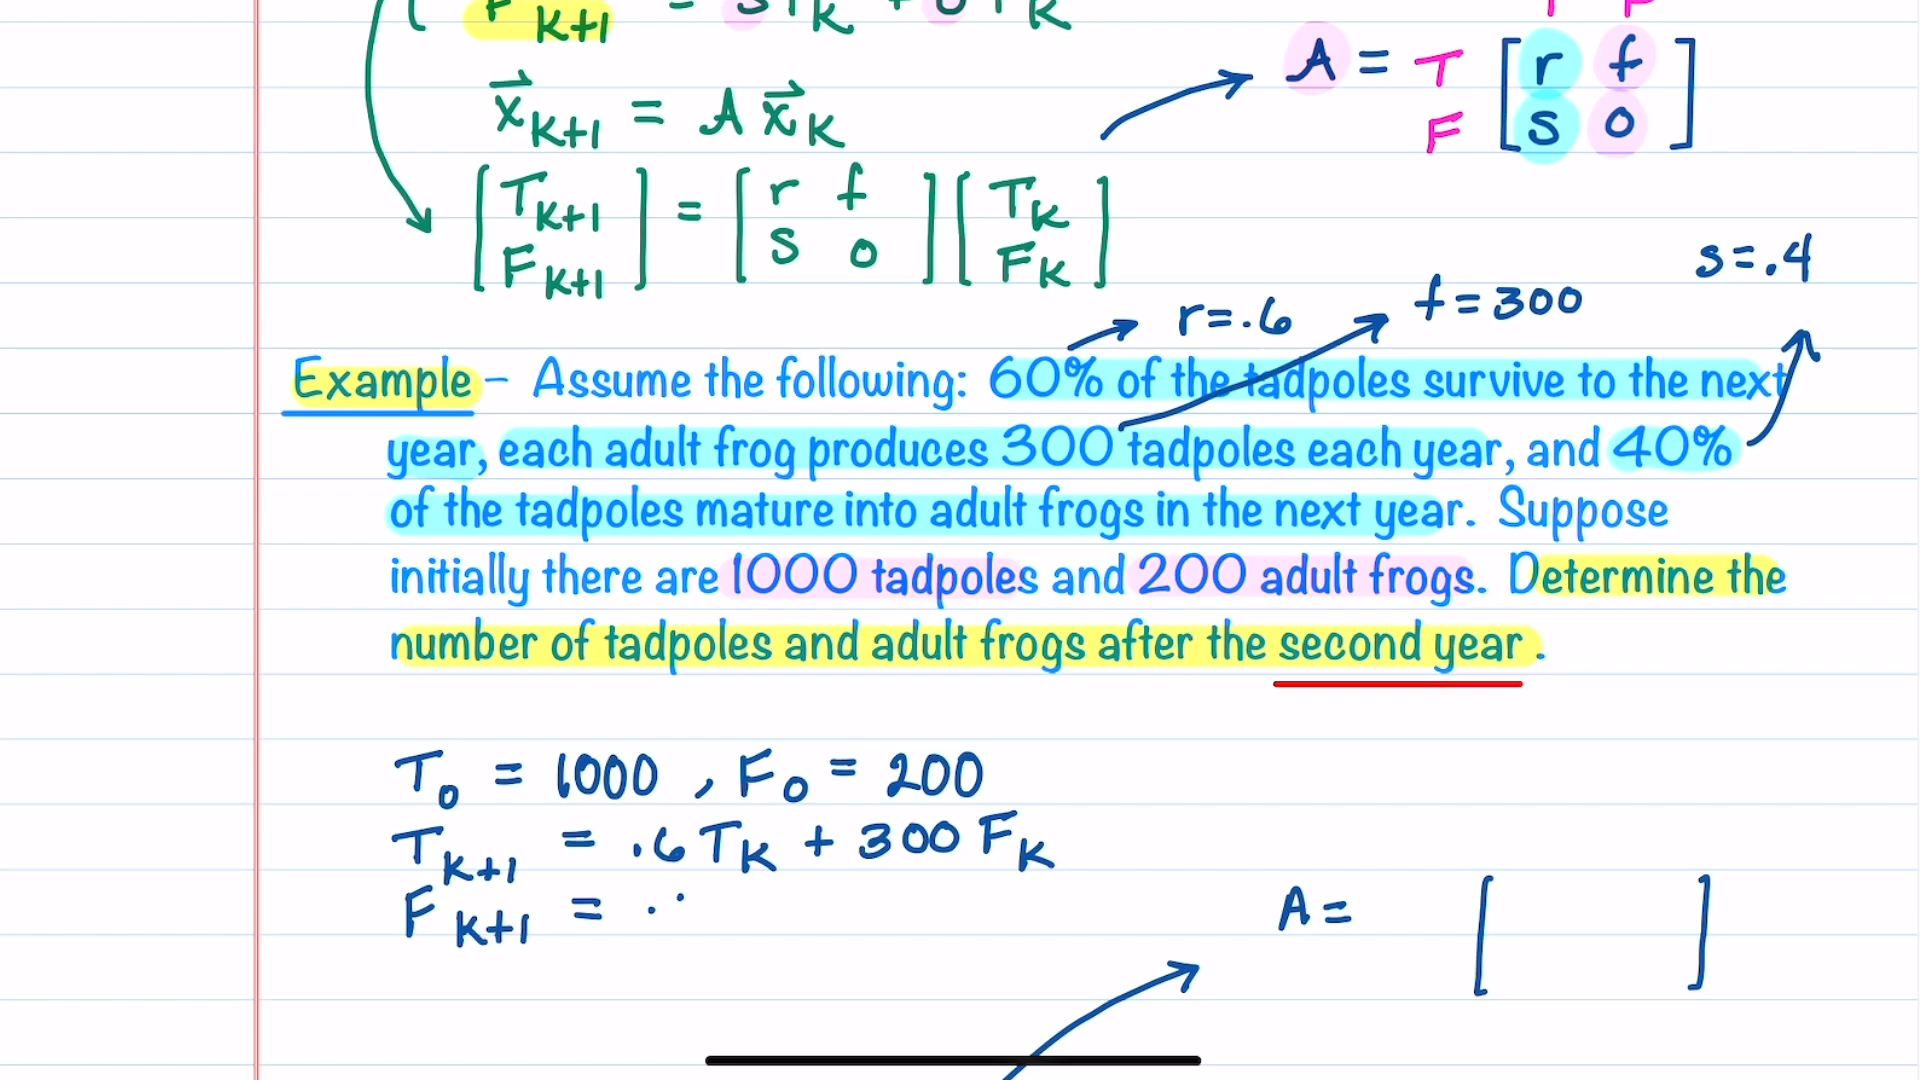 F K+1 = sTK + 0 FK
T F
A = T [ r f ]
F [ s 0 ]
x⃗K+1 = A x⃗K
[ TK+1 ] = [ r f ] [ TK ]
[ FK+1 ] [ s 0 ] [ FK ]
r=.6 f=300 s=.4
Example – Assume the following: 60% of the tadpoles survive to the next
year, each adult frog produces 300 tadpoles each year, and 40%
of the tadpoles mature into adult frogs in the next year. Suppose
initially there are 1000 tadpoles and 200 adult frogs. Determine the
number of tadpoles and adult frogs after the second year.
T0 = 1000 , F0 = 200
TK+1 = .6 TK + 300 FK
FK+1 = .
A = [ ]